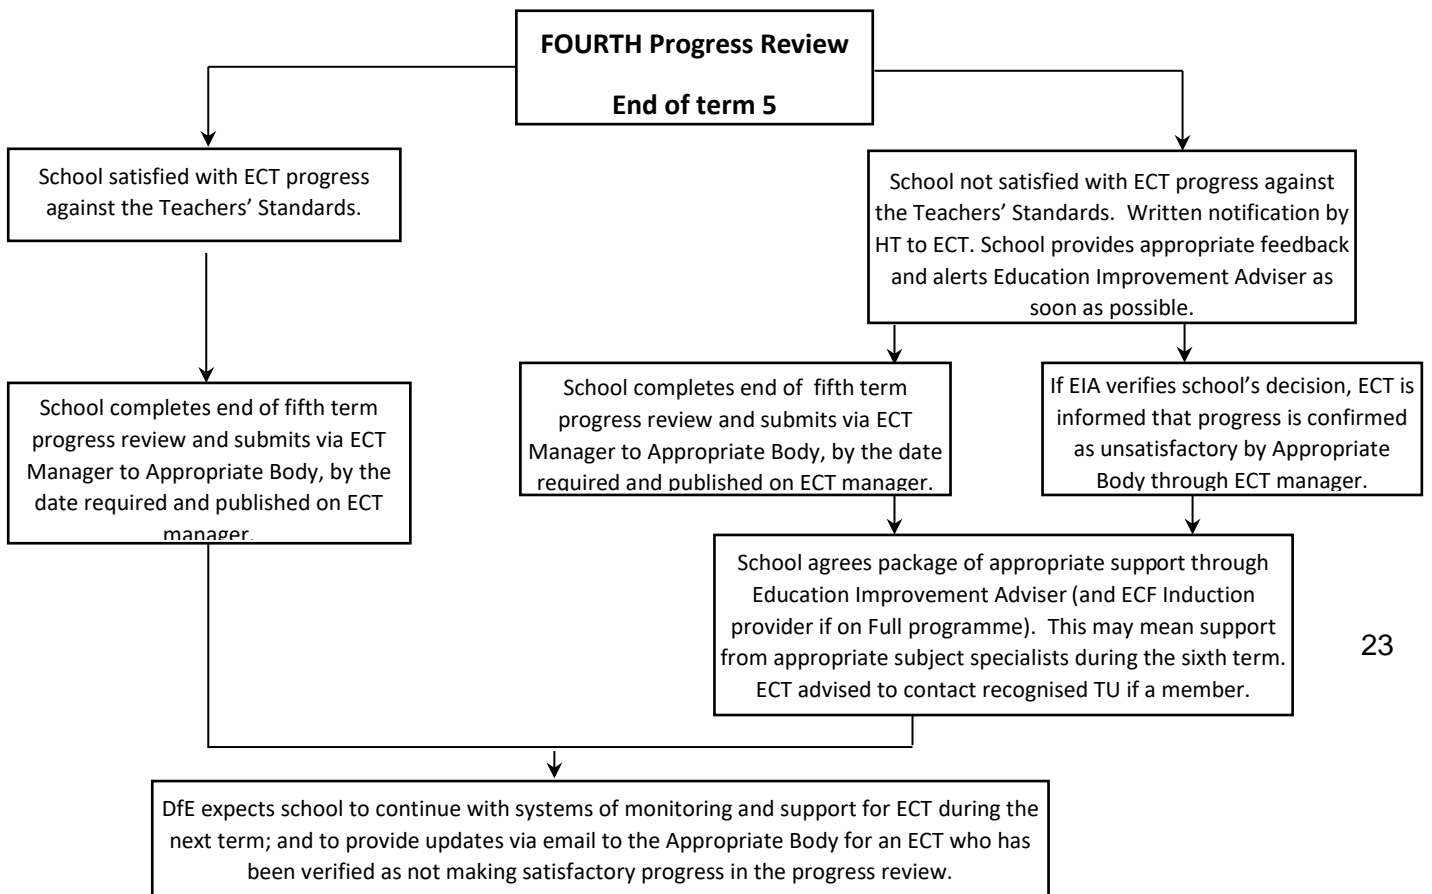 FOURTH Progress Review
End of term 5
School satisfied with ECT progress
against the Teachers’ Standards.
School not satisfied with ECT progress against
the Teachers’ Standards.  Written notification by
HT to ECT. School provides appropriate feedback
and alerts Education Improvement Adviser as
soon as possible.
School completes end of fifth term
progress review and submits via ECT
Manager to Appropriate Body, by the
date required and published on ECT
manager.
School completes end of  fifth term
progress review and submits via ECT
Manager to Appropriate Body, by the date
required and published on ECT manager.
If EIA verifies school’s decision, ECT is
informed that progress is confirmed
as unsatisfactory by Appropriate
Body through ECT manager.
School agrees package of appropriate support through
Education Improvement Adviser (and ECF Induction
provider if on Full programme).  This may mean support
from appropriate subject specialists during the sixth term.
ECT advised to contact recognised TU if a member.
23
DfE expects school to continue with systems of monitoring and support for ECT during the
next term; and to provide updates via email to the Appropriate Body for an ECT who has
been verified as not making satisfactory progress in the progress review.